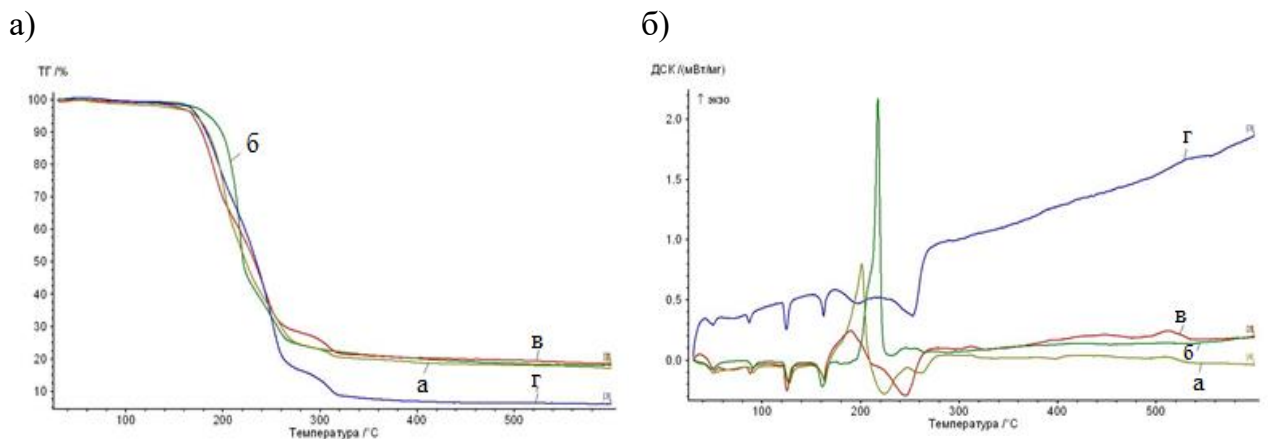 а)
ТГ /%
100
90
80
70
60
50
40
30
20
10
б
в
а
г
100
200
300
400
500
Температура /°C
б)
ДСК /(мВт/мг)
↑ экзо
2.0
1.5
1.0
0.5
0.0
г
в
б
а
100
200
300
400
500
Температура /°C